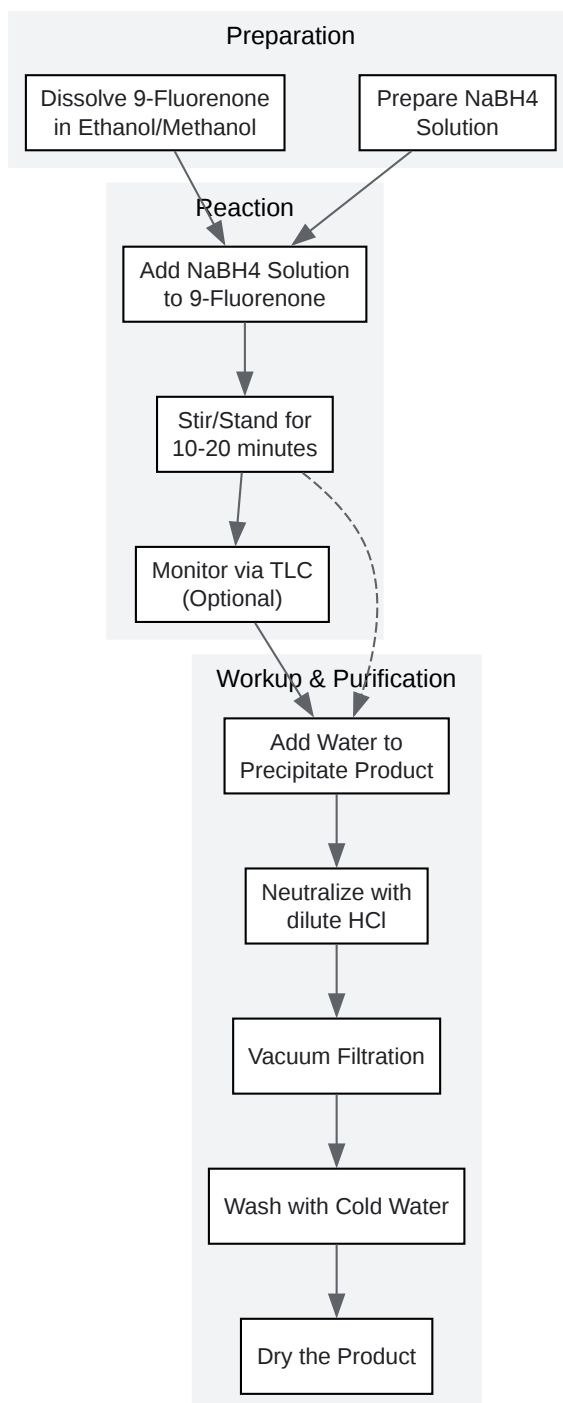 Preparation
Dissolve 9-Fluorenone
in Ethanol/Methanol
Prepare NaBH4
Solution
Reaction
Add NaBH4 Solution
to 9-Fluorenone
Stir/Stand for
10-20 minutes
Monitor via TLC
(Optional)
Workup & Purification
Add Water to
Precipitate Product
Neutralize with
dilute HCl
Vacuum Filtration
Wash with Cold Water
Dry the Product